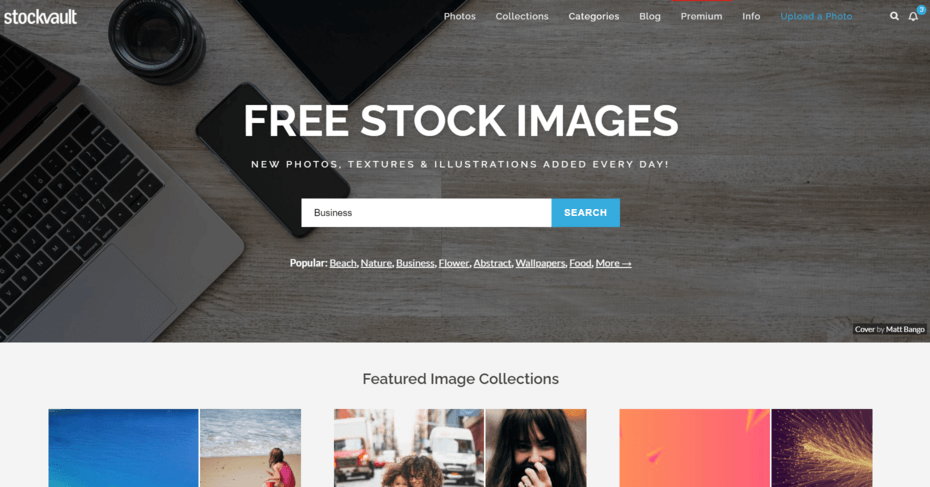 stockvault
Photos Collections Categories Blog Premium Info Upload a Photo
3
FREE STOCK IMAGES
NEW PHOTOS, TEXTURES & ILLUSTRATIONS ADDED EVERY DAY!
Business SEARCH
Popular: Beach, Nature, Business, Flower, Abstract, Wallpapers, Food, More →
Cover by Matt Bango
Featured Image Collections